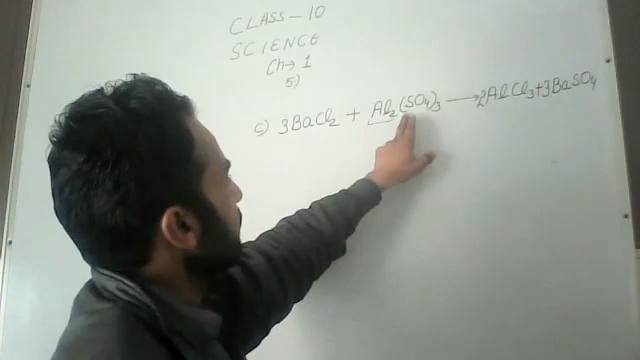 CLASS - 10
SCIENCE
Ch→ 1
5)
c) 3BaCl₂ + Al₂(SO₄)₃ → 2AlCl₃+3BaSO₄